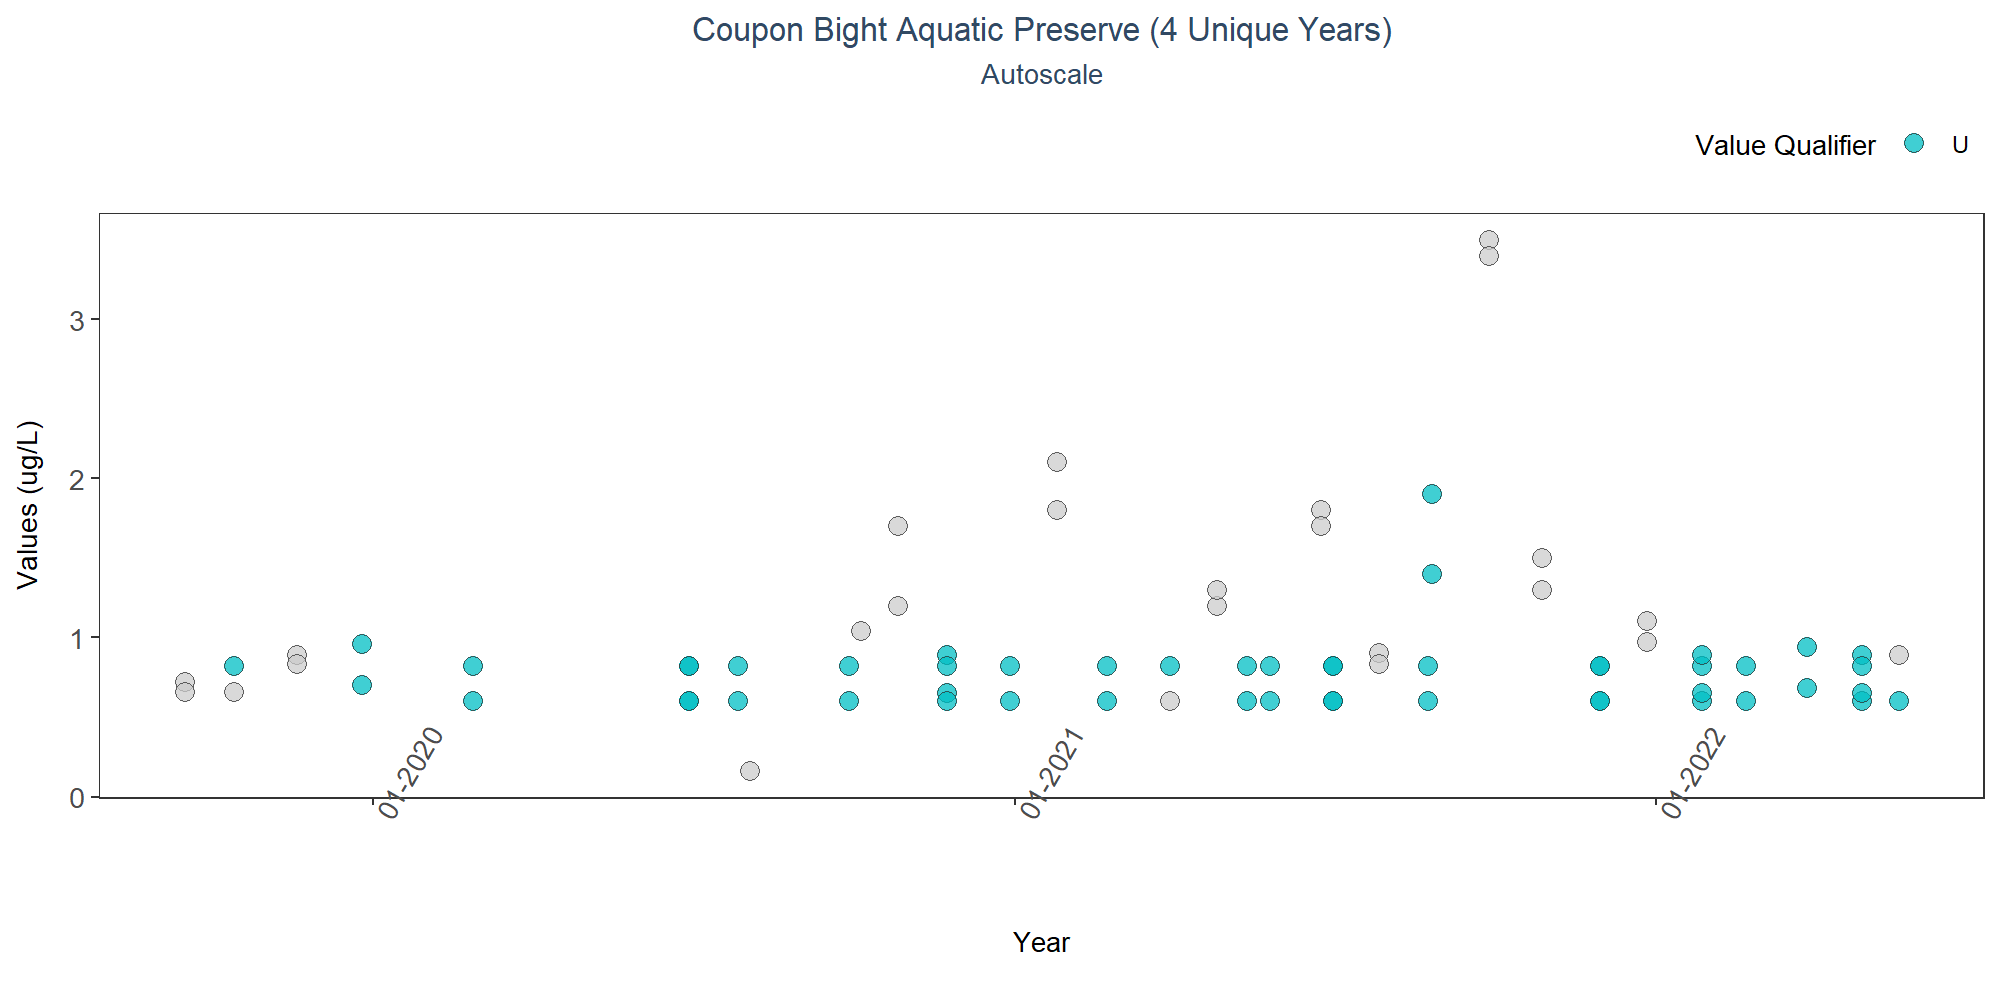 Coupon Bight Aquatic Preserve (4 Unique Years)
Autoscale
Value Qualifier U
Values (ug/L)
3
2
1
0
01-2020
01-2021
01-2022
Year